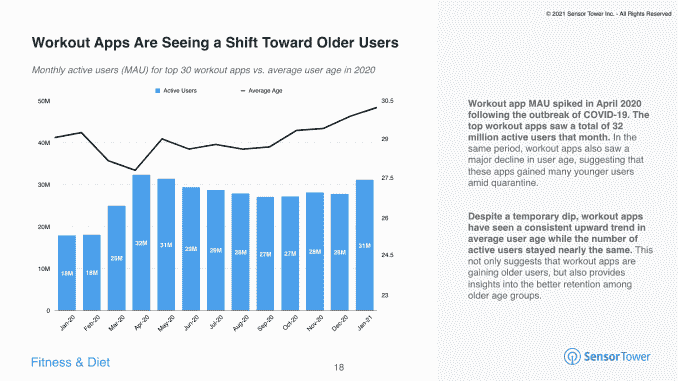 © 2021 Sensor Tower Inc. - All Rights Reserved
Workout Apps Are Seeing a Shift Toward Older Users
Monthly active users (MAU) for top 30 workout apps vs. average user age in 2020
Active Users
Average Age
50M
40M
30M
20M
10M
0
30.5
29
27.5
26
24.5
23
18M
18M
25M
32M
31M
29M
29M
28M
27M
27M
28M
28M
31M
Jan-20
Feb-20
Mar-20
Apr-20
May-20
Jun-20
Jul-20
Aug-20
Sep-20
Oct-20
Nov-20
Dec-20
Jan-21
Workout app MAU spiked in April 2020
following the outbreak of COVID-19. The
top workout apps saw a total of 32
million active users that month. In the
same period, workout apps also saw a
major decline in user age, suggesting that
these apps gained many younger users
amid quarantine.
Despite a temporary dip, workout apps
have seen a consistent upward trend in
average user age while the number of
active users stayed nearly the same. This
not only suggests that workout apps are
gaining older users, but also provides
insights into the better retention among
older age groups.
Fitness & Diet
18
SensorTower